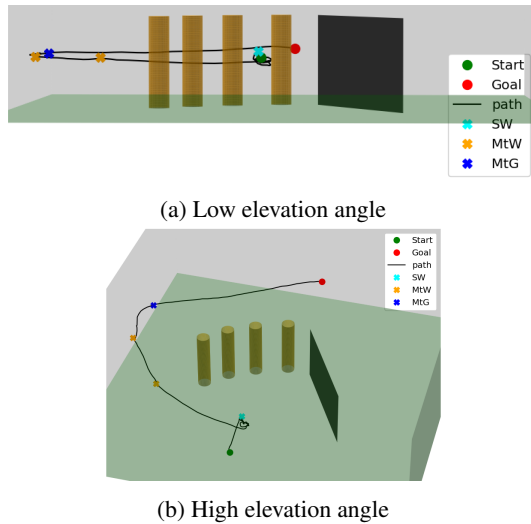 Start
Goal
path
SW
MtW
MtG
(a) Low elevation angle
Start
Goal
path
SW
MtW
MtG
(b) High elevation angle